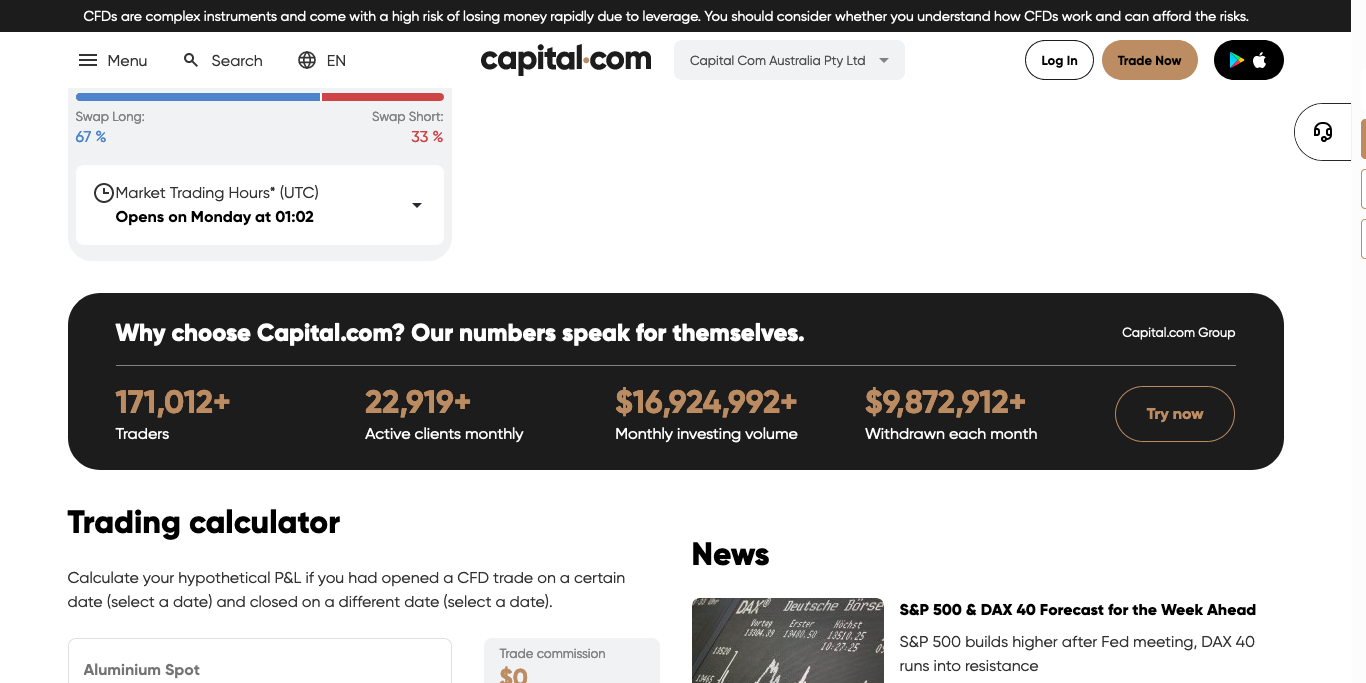 CFDs are complex instruments and come with a high risk of losing money rapidly due to leverage. You should consider whether you understand how CFDs work and can afford the risks.
Menu
Search
EN
capital.com
Capital Com Australia Pty Ltd
Log In
Trade Now
Swap Long:
Swap Short:
67 %
33 %
Market Trading Hours* (UTC)
Opens on Monday at 01:02
Why choose Capital.com? Our numbers speak for themselves.
Capital.com Group
171,012+
Traders
22,919+
Active clients monthly
$16,924,992+
Monthly investing volume
$9,872,912+
Withdrawn each month
Try now
Trading calculator
Calculate your hypothetical P&L if you had opened a CFD trade on a certain
date (select a date) and closed on a different date (select a date).
Aluminium Spot
Trade commission
$0
News
DAX® Deutsche Börse
Vortag Erster Höchst
10:27:25
S&P 500 & DAX 40 Forecast for the Week Ahead
S&P 500 builds higher after Fed meeting, DAX 40
runs into resistance